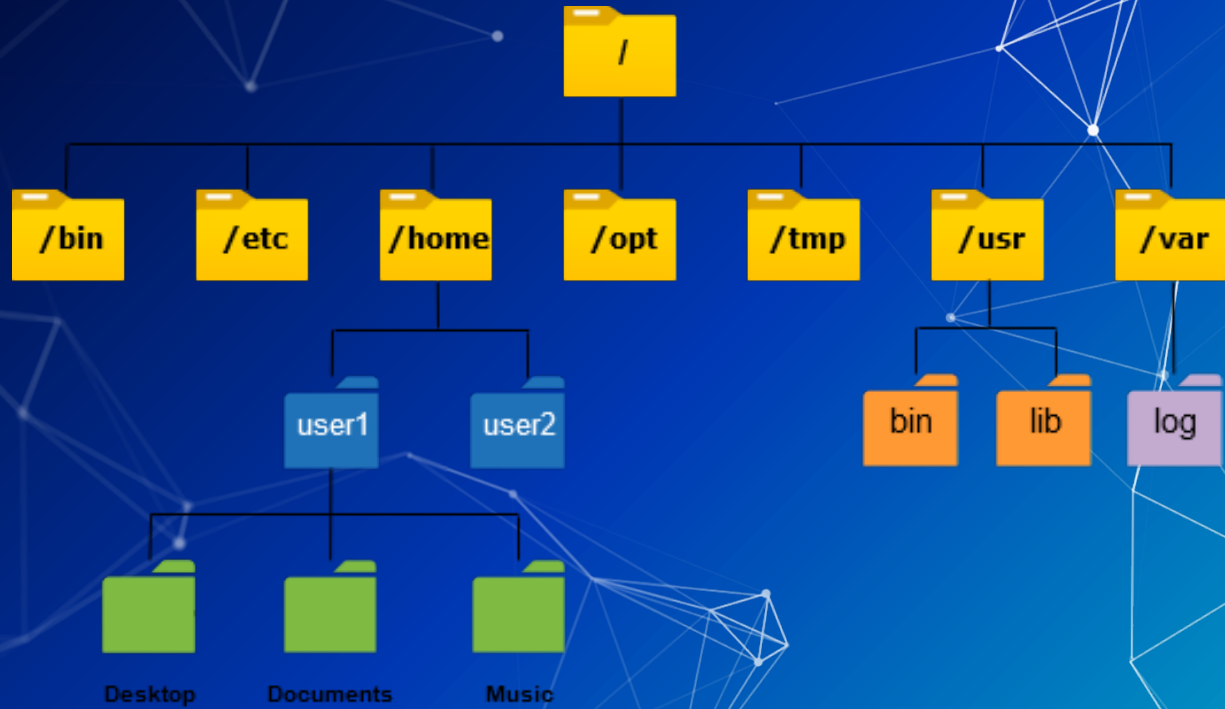 /
/bin
/etc
/home
/opt
/tmp
/usr
/var
user1
user2
bin
lib
log
Desktop
Documents
Music